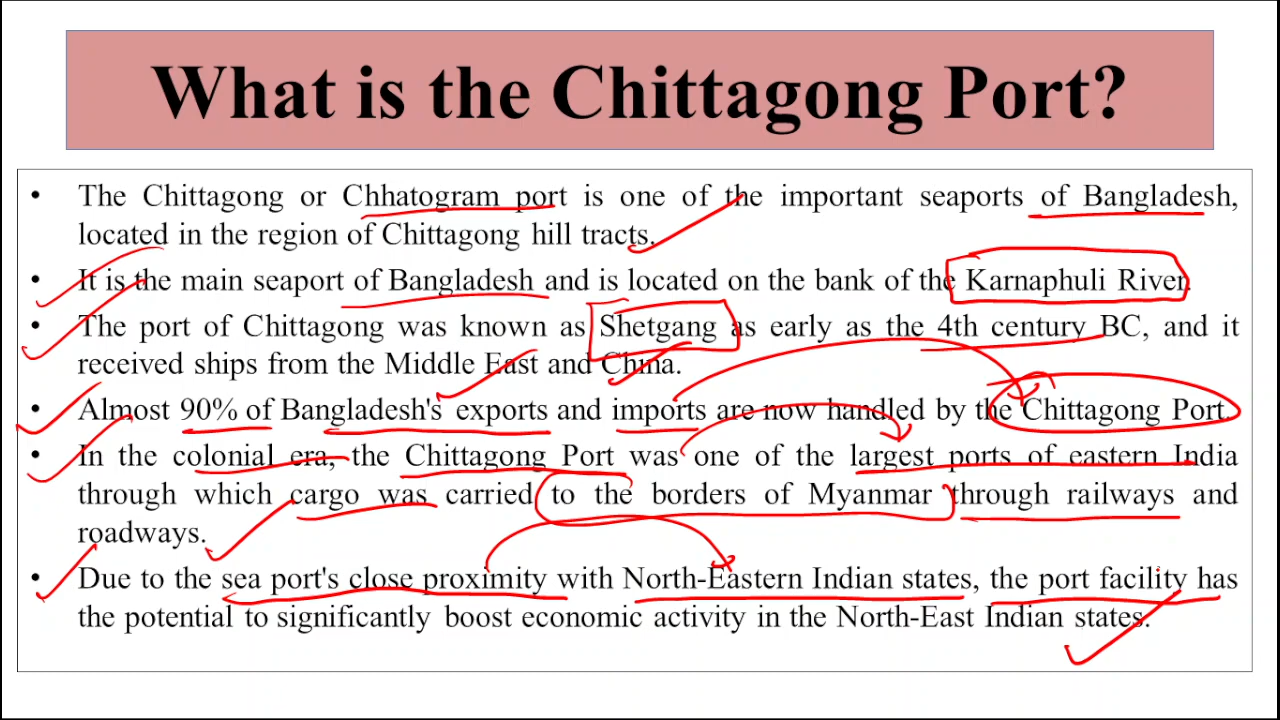 What is the Chittagong Port?
• The Chittagong or Chhatogram port is one of the important seaports of Bangladesh,
located in the region of Chittagong hill tracts.
• It is the main seaport of Bangladesh and is located on the bank of the Karnaphuli River.
• The port of Chittagong was known as Shetgang as early as the 4th century BC, and it
received ships from the Middle East and China.
• Almost 90% of Bangladesh's exports and imports are now handled by the Chittagong Port.
• In the colonial era, the Chittagong Port was one of the largest ports of eastern India
through which cargo was carried to the borders of Myanmar through railways and
roadways.
• Due to the sea port's close proximity with North-Eastern Indian states, the port facility has
the potential to significantly boost economic activity in the North-East Indian states.